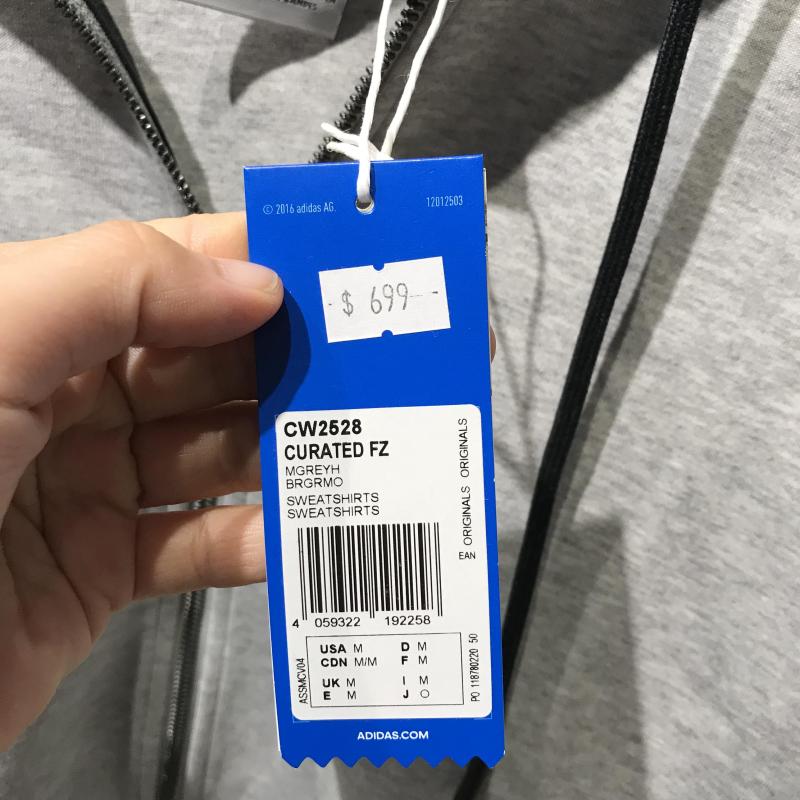 © 2016 adidas AG.
12012503
$ 699
CW2528
CURATED FZ
MGREYH
BRGRMO
SWEATSHIRTS
SWEATSHIRTS
ORIGINALS ORIGINALS
EAN
4 059322 192258
USA M D M
CDN M/M F M
UK M I M
E M J O
ASSMCV04
PO 118780220 50
ADIDAS.COM